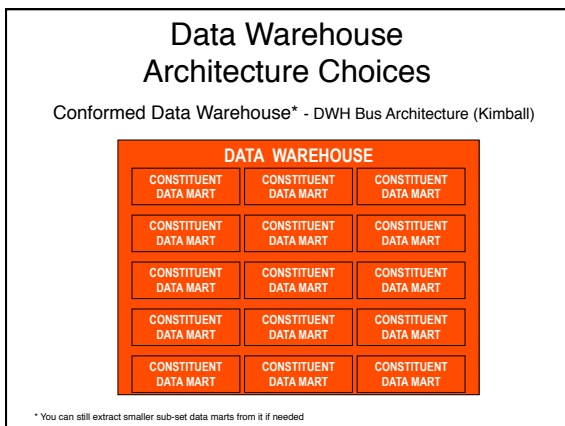 Data Warehouse
Architecture Choices
Conformed Data Warehouse* - DWH Bus Architecture (Kimball)
DATA WAREHOUSE
CONSTITUENT
DATA MART
CONSTITUENT
DATA MART
CONSTITUENT
DATA MART
CONSTITUENT
DATA MART
CONSTITUENT
DATA MART
CONSTITUENT
DATA MART
CONSTITUENT
DATA MART
CONSTITUENT
DATA MART
CONSTITUENT
DATA MART
CONSTITUENT
DATA MART
CONSTITUENT
DATA MART
CONSTITUENT
DATA MART
CONSTITUENT
DATA MART
CONSTITUENT
DATA MART
CONSTITUENT
DATA MART
* You can still extract smaller sub-set data marts from it if needed